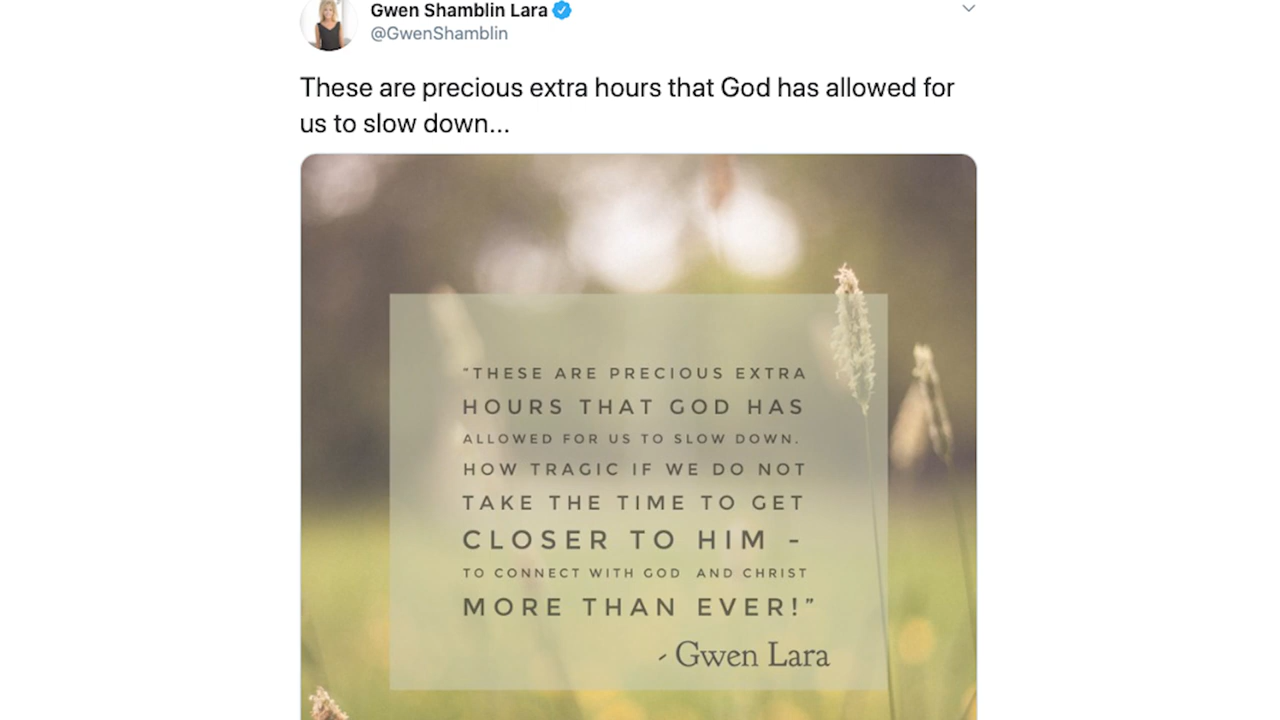 Gwen Shamblin Lara
@GwenShamblin
These are precious extra hours that God has allowed for
us to slow down...
"THESE ARE PRECIOUS EXTRA
HOURS THAT GOD HAS
ALLOWED FOR US TO SLOW DOWN.
HOW TRAGIC IF WE DO NOT
TAKE THE TIME TO GET
CLOSER TO HIM -
TO CONNECT WITH GOD AND CHRIST
MORE THAN EVER!"
- Gwen Lara